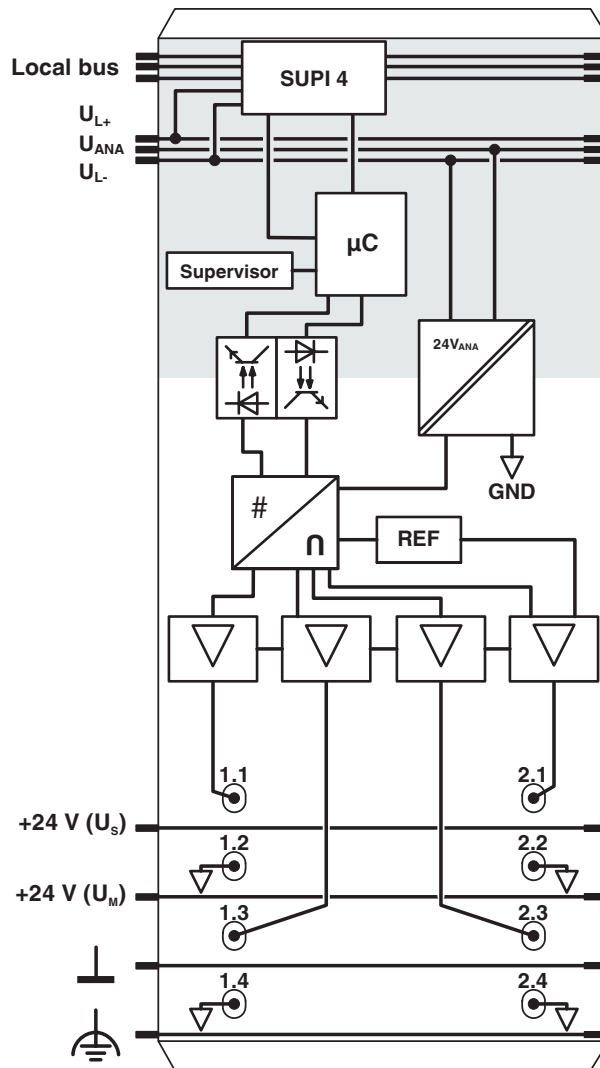 Local bus
SUPI 4
UL+
UANA
UL-
µC
Supervisor
24VANA
GND
#
∩
REF
1.1
2.1
+24 V (US)
1.2
2.2
+24 V (UM)
1.3
2.3
1.4
2.4